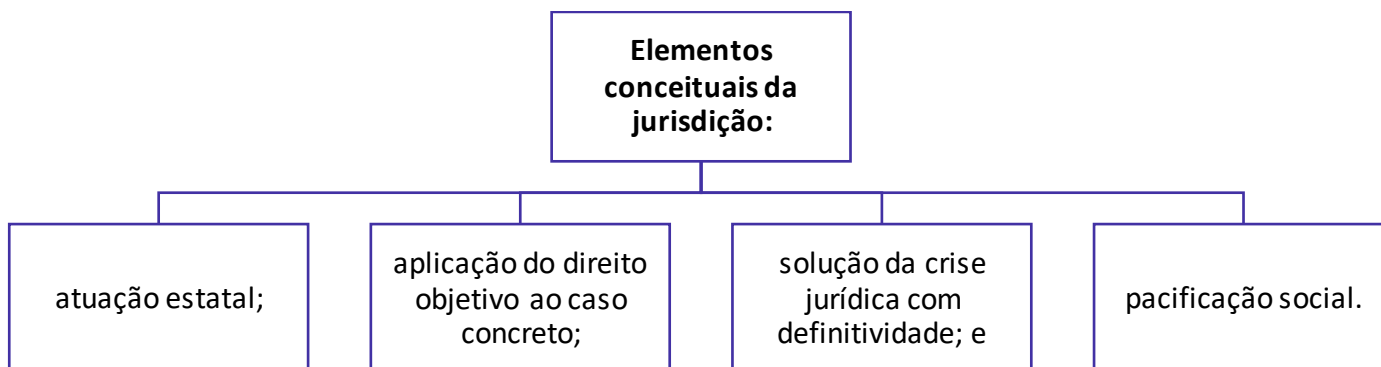 Elementos
conceituais da
jurisdição:
atuação estatal;
aplicação do direito
objetivo ao caso
concreto;
solução da crise
jurídica com
definitividade; e
pacificação social.